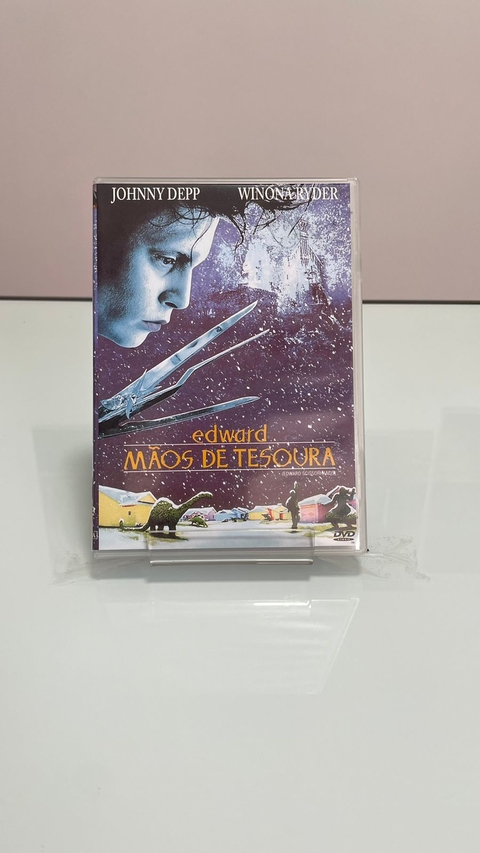 JOHNNY DEPP WINONA RYDER
edward
MÃOS DE TESOURA
EDWARD SCISSORHANDS
DVD